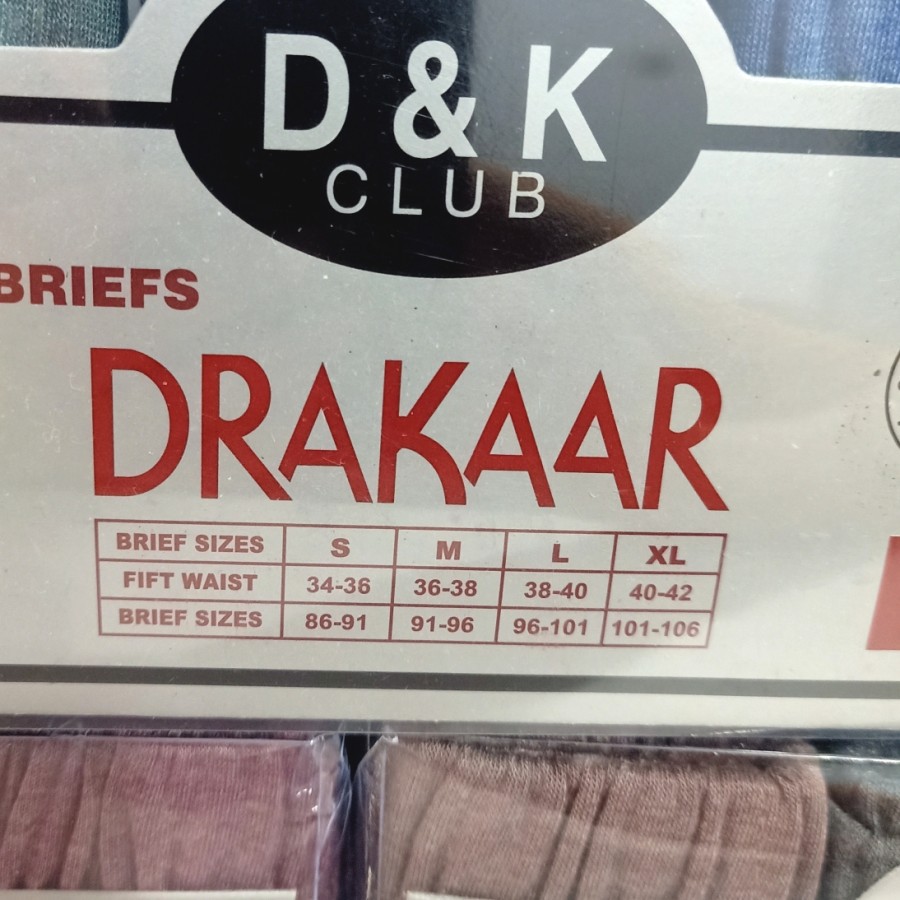 D & K
CLUB
BRIEFS
DRAKAAR
BRIEF SIZES S M L XL
FIFT WAIST 34-36 36-38 38-40 40-42
BRIEF SIZES 86-91 91-96 96-101 101-106